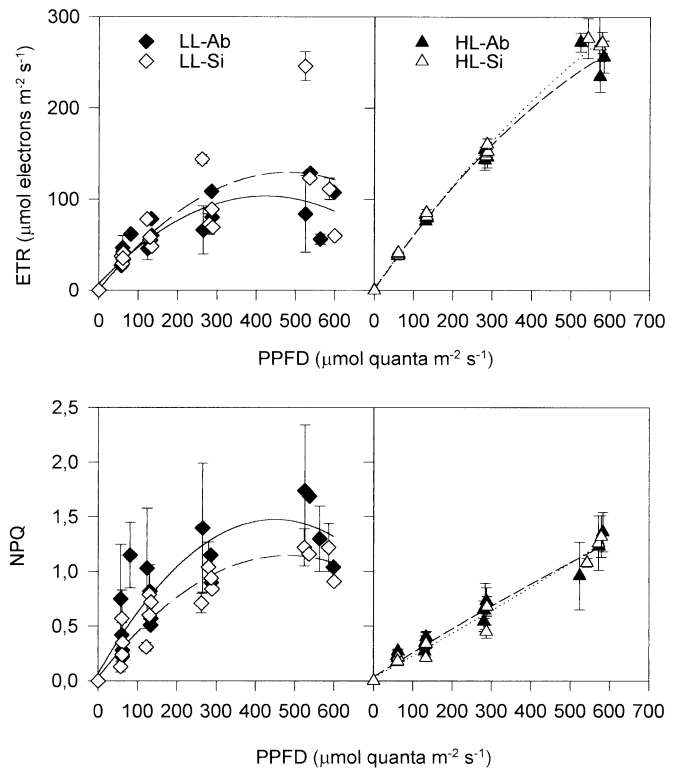 300
200
100
0
ETR (μmol electrons m⁻² s⁻¹)
LL-Ab
LL-Si
HL-Ab
HL-Si
0 100 200 300 400 500 600 0 100 200 300 400 500 600 700
PPFD (μmol quanta m⁻² s⁻¹)
2,5
2,0
1,5
1,0
0,5
0,0
NPQ
0 100 200 300 400 500 600 0 100 200 300 400 500 600 700
PPFD (μmol quanta m⁻² s⁻¹)